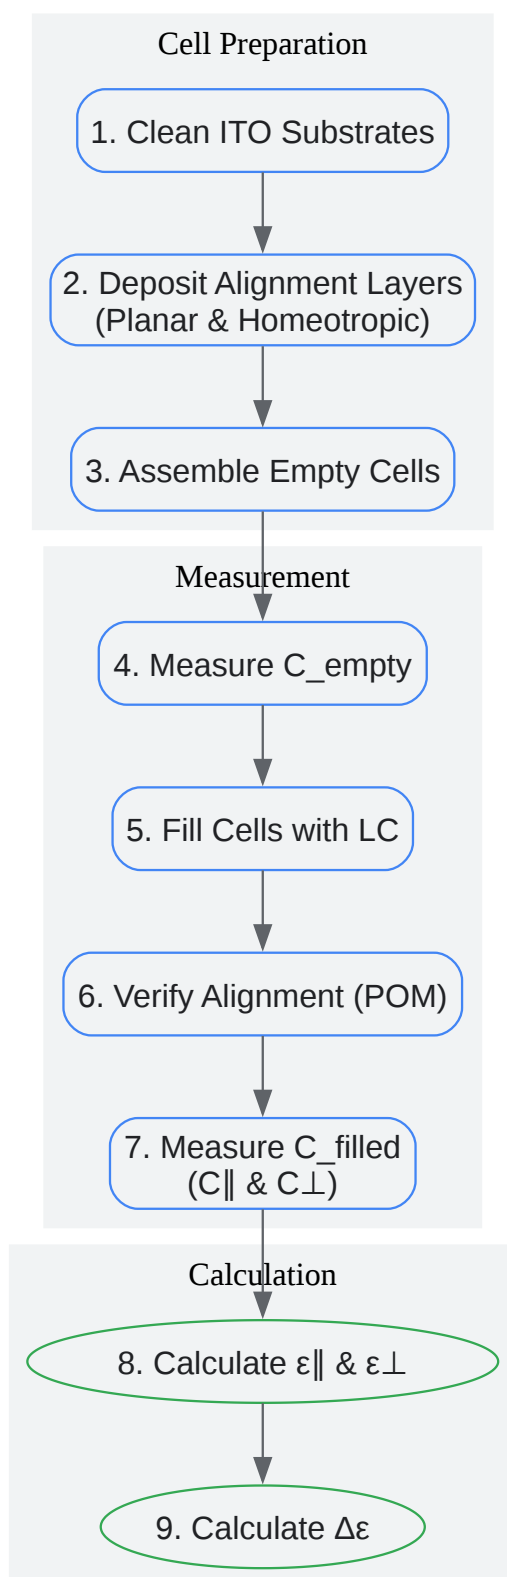 Cell Preparation
1. Clean ITO Substrates
2. Deposit Alignment Layers
(Planar & Homeotropic)
3. Assemble Empty Cells
Measurement
4. Measure C_empty
5. Fill Cells with LC
6. Verify Alignment (POM)
7. Measure C_filled
(C∥ & C⊥)
Calculation
8. Calculate ε∥ & ε⊥
9. Calculate Δε